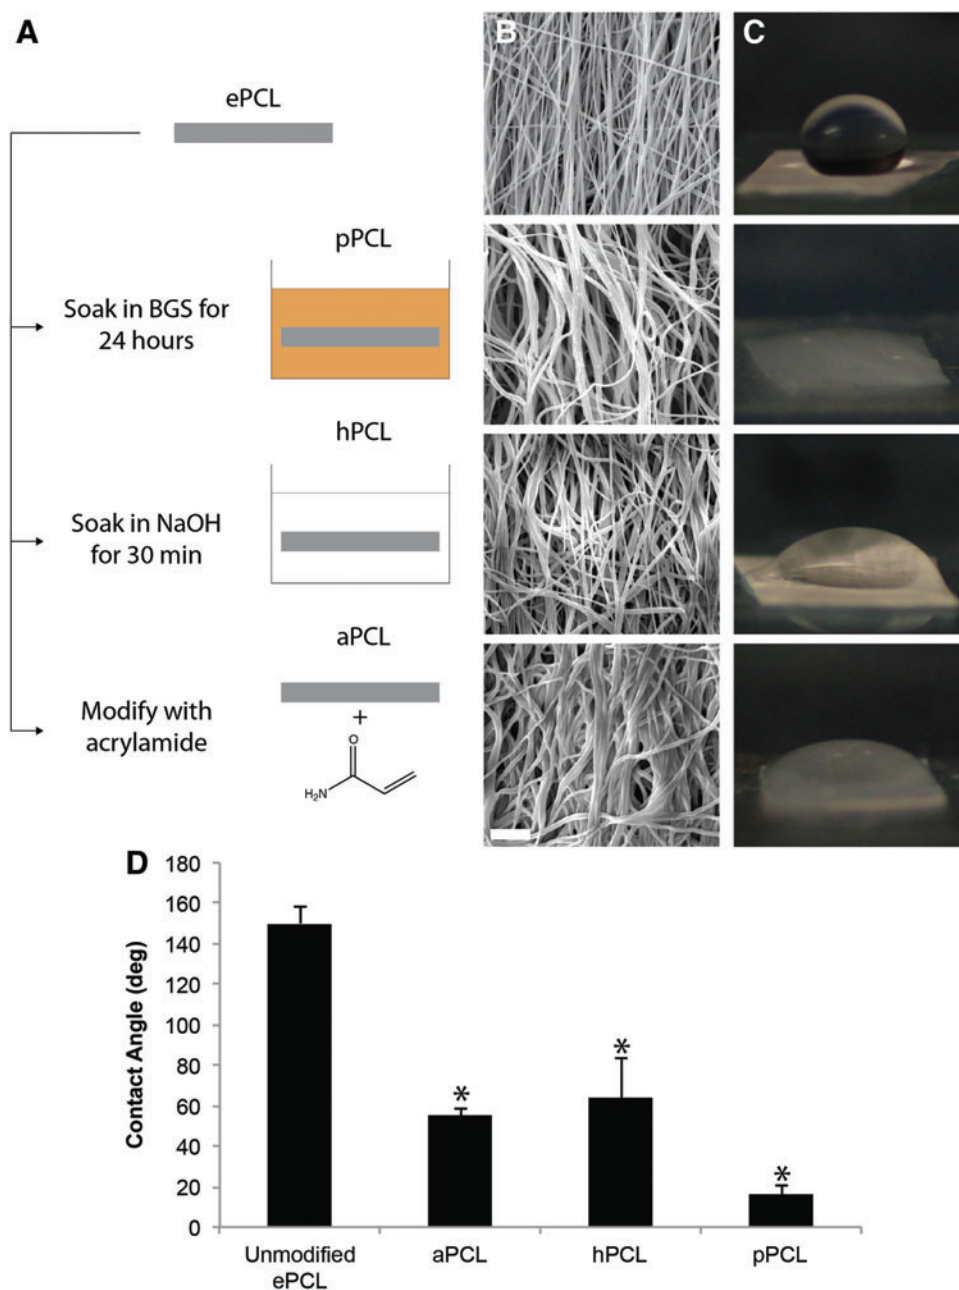 A
B
C
ePCL
pPCL
Soak in BGS for
24 hours
hPCL
Soak in NaOH
for 30 min
aPCL
Modify with
acrylamide
+
O
H₂N
D
Contact Angle (deg)
180
160
140
120
100
80
60
40
20
0
*
*
*
Unmodified
ePCL
aPCL
hPCL
pPCL